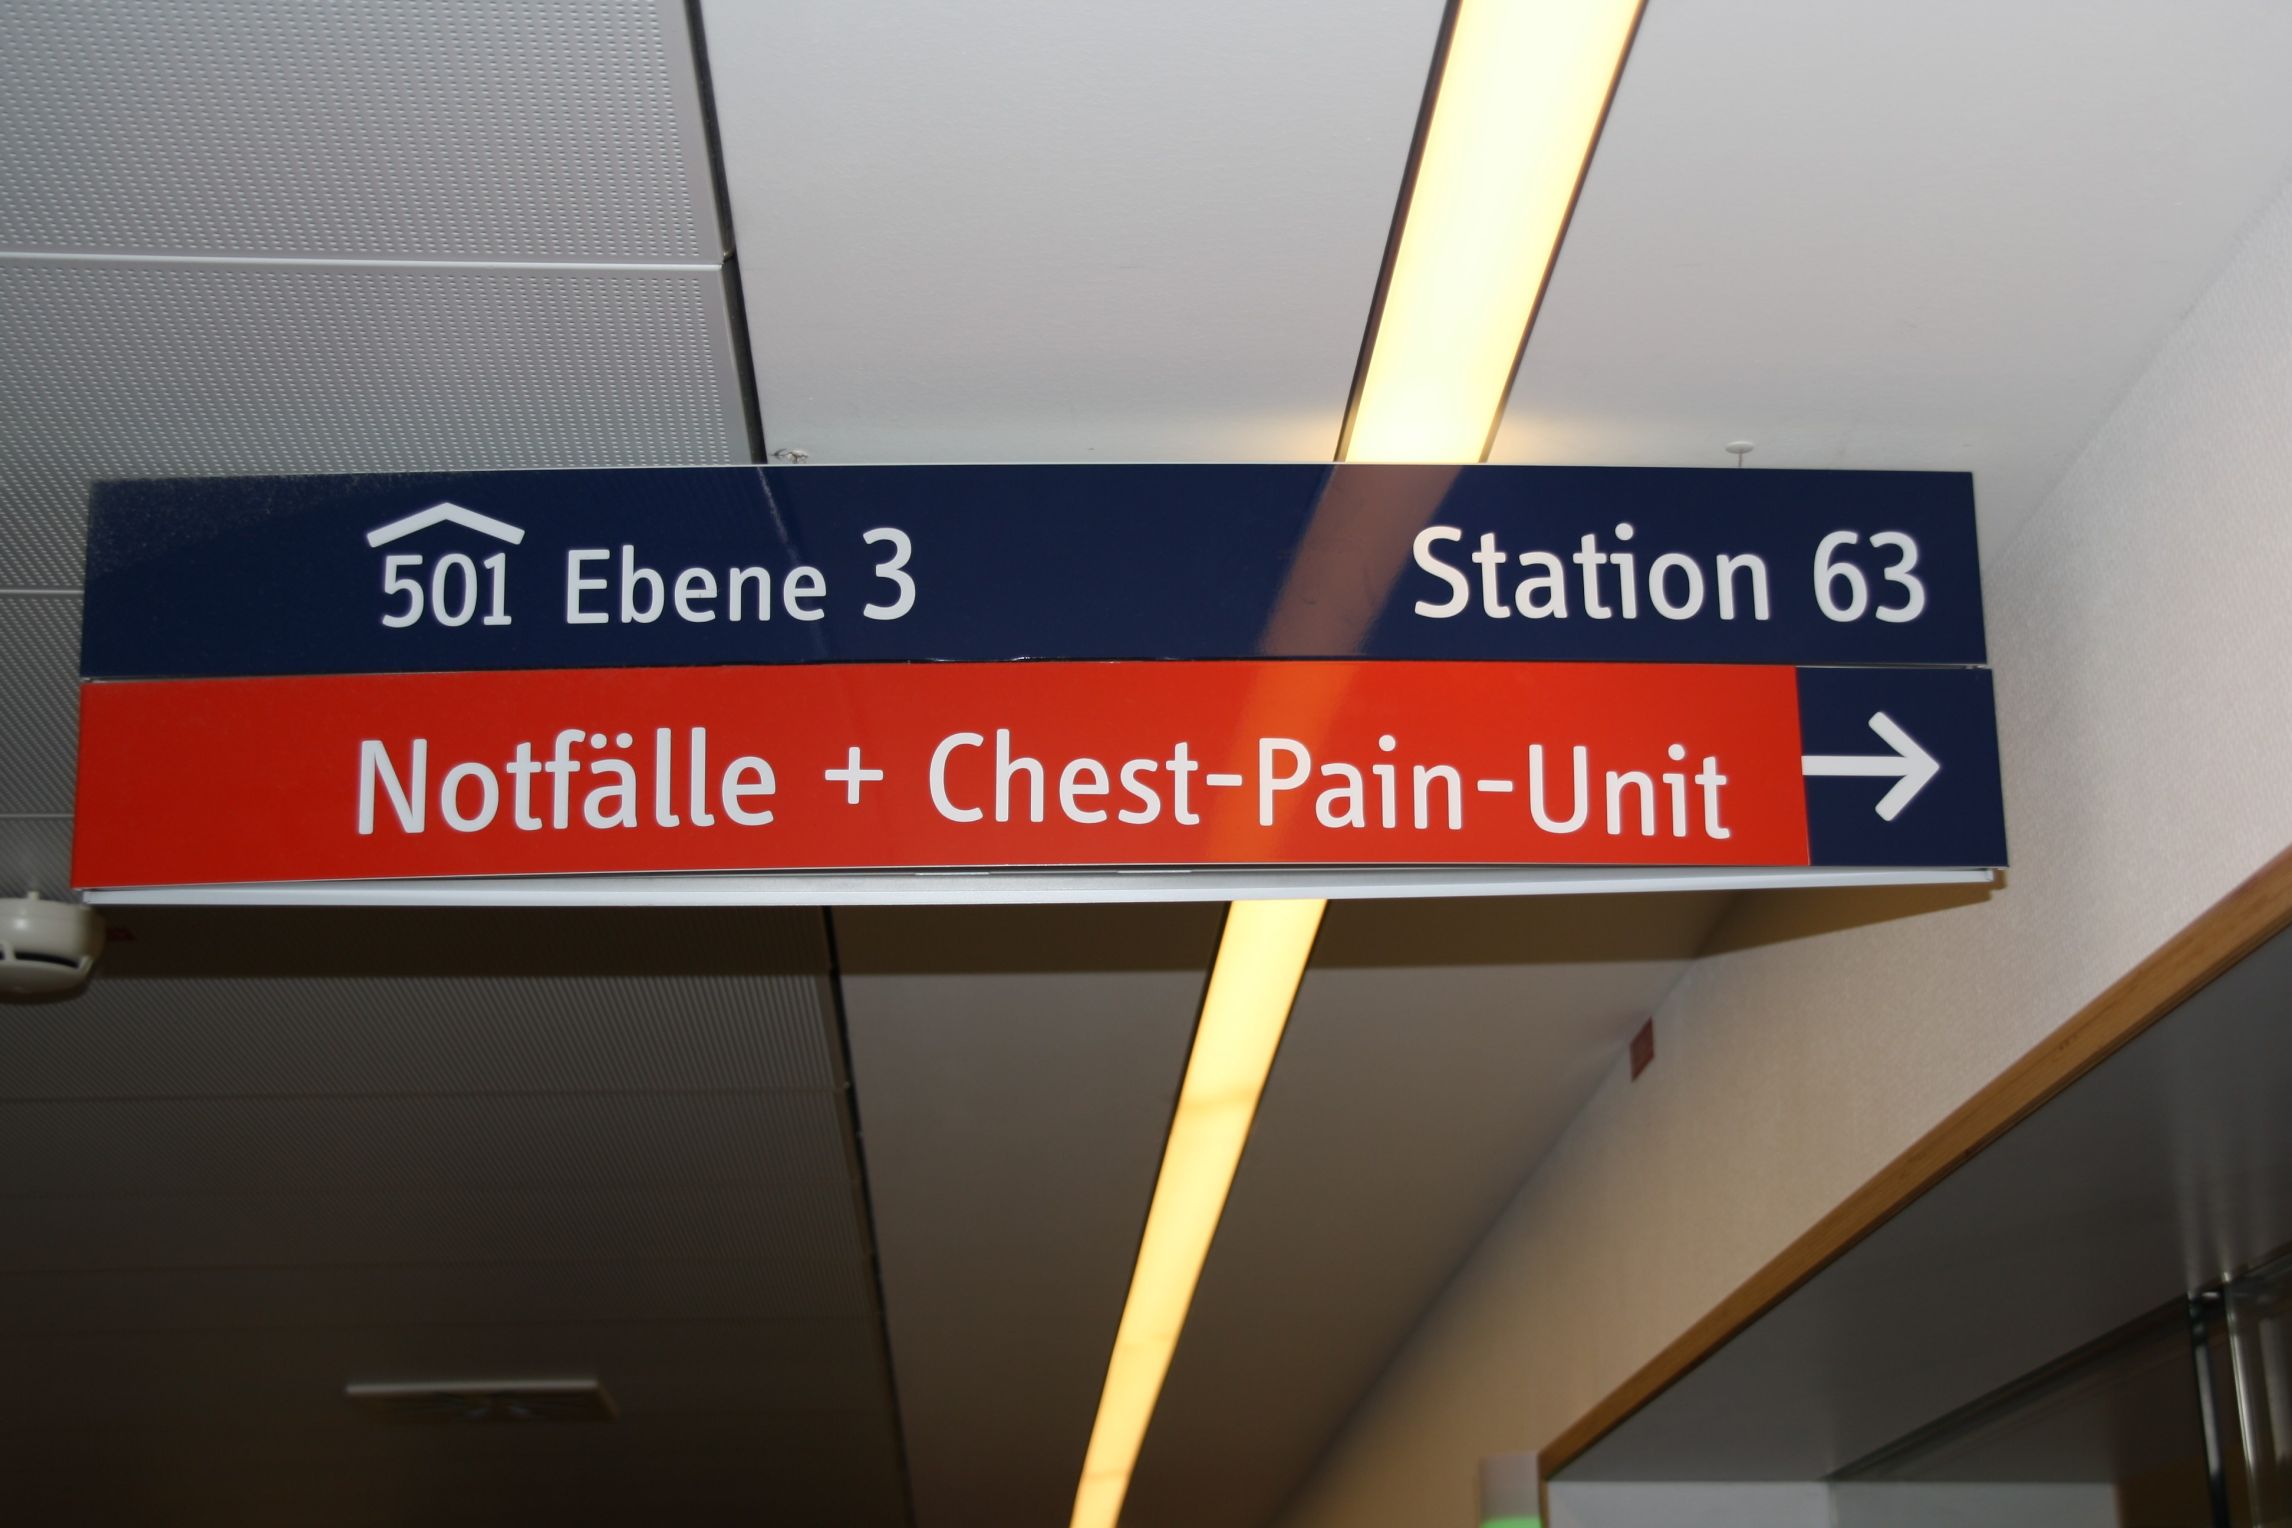 501 Ebene 3 Station 63
Notfälle + Chest-Pain-Unit →